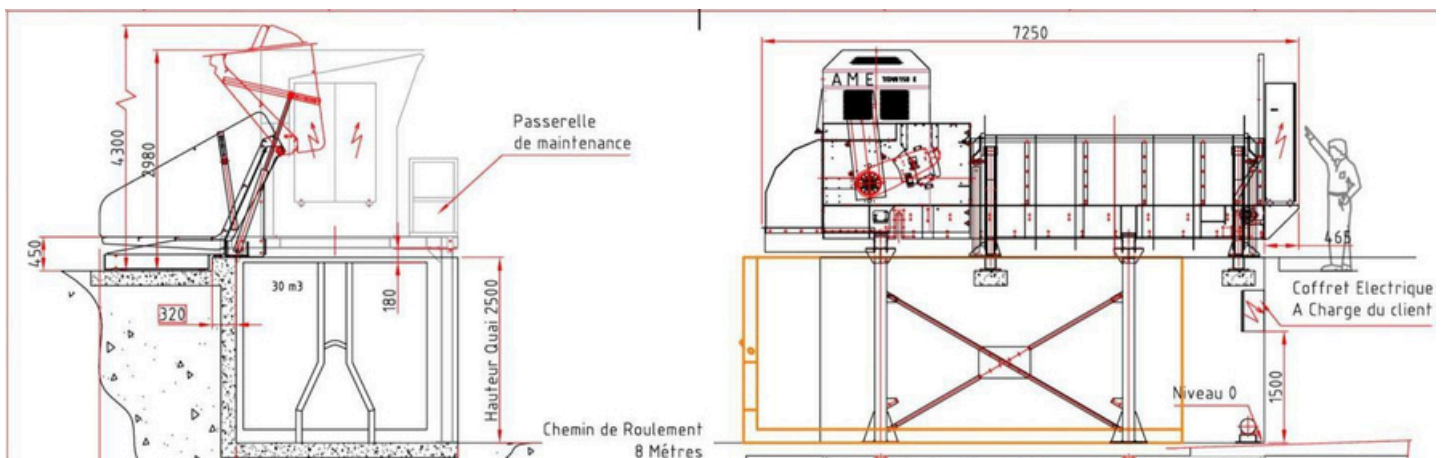 4300
2980
450
320
30 m3
180
Hauteur Quai 2500
Passerelle
de maintenance
Chemin de Roulement
8 Métres
7250
A M E
465
Coffret Electrique
A Charge du client
1500
Niveau 0